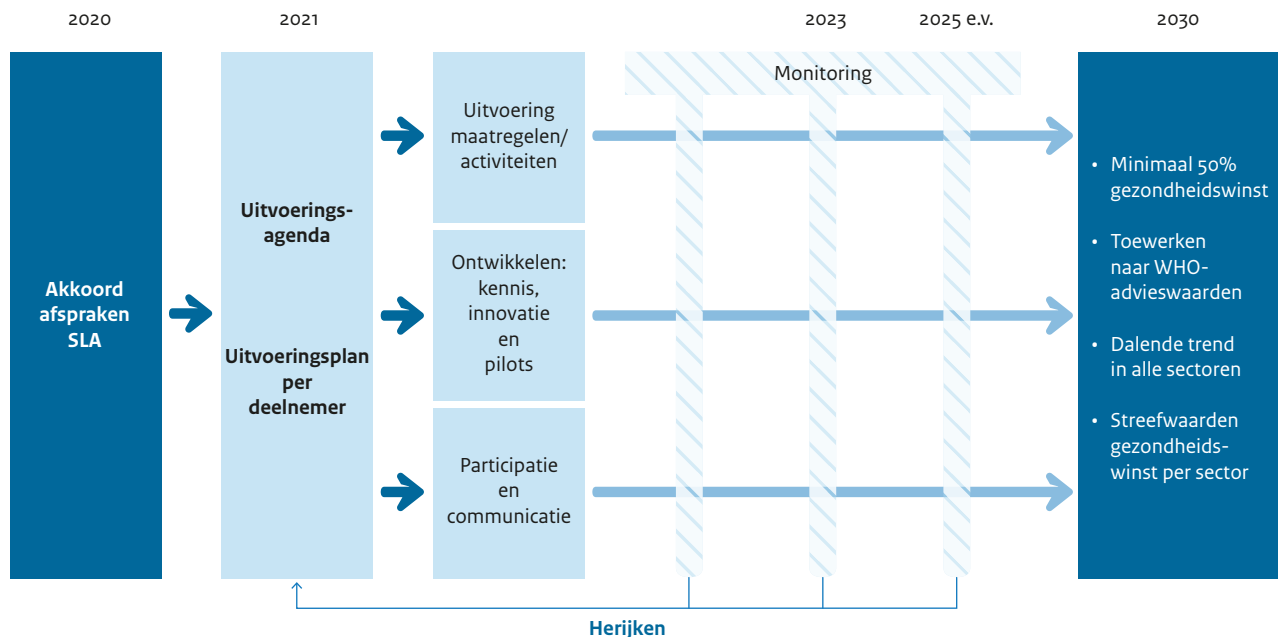 2020
2021
2023
2025 e.v.
2030
Akkoord
afspraken
SLA
Uitvoerings-
agenda
Uitvoeringsplan
per
deelnemer
Uitvoering
maatregelen/
activiteiten
Ontwikkelen:
kennis,
innovatie
en
pilots
Participatie
en
communicatie
Monitoring
• Minimaal 50%
gezondheidswinst
• Toewerken
naar WHO-
advieswaarden
• Dalende trend
in alle sectoren
• Streefwaarden
gezondheids-
winst per sector
Herijken